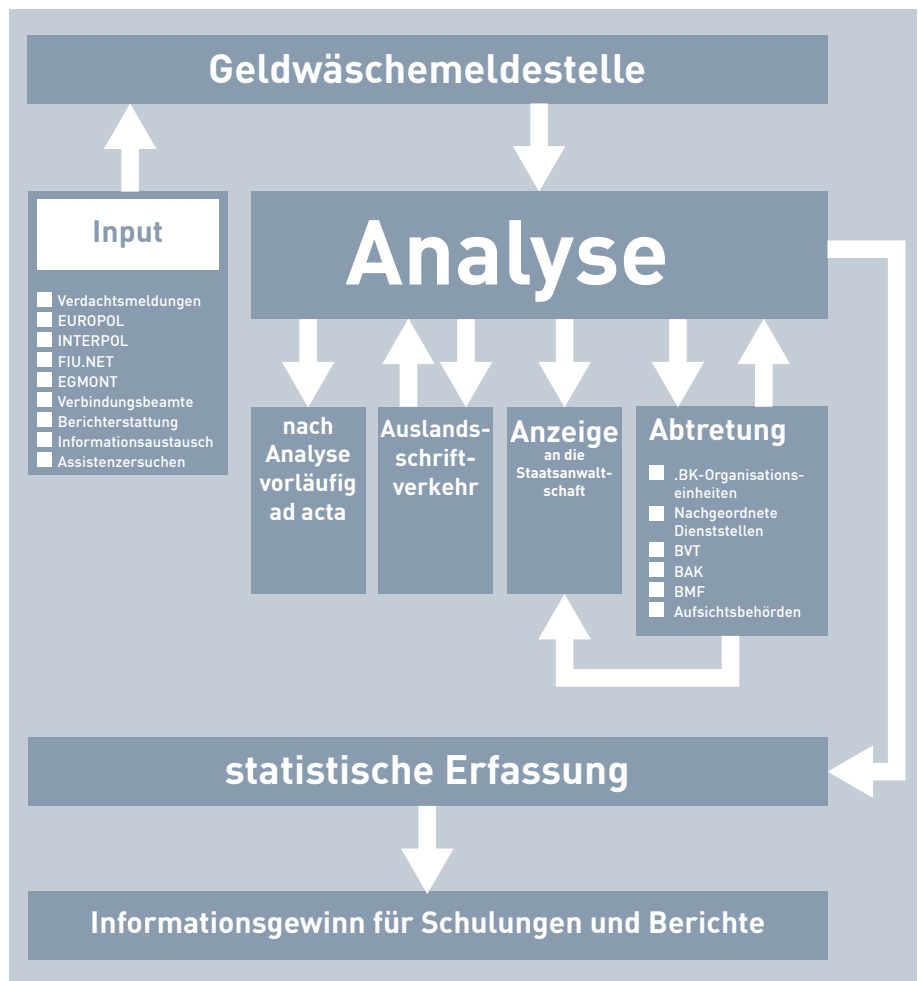 Geldwäschemeldestelle
Input
Verdachtsmeldungen
EUROPOL
INTERPOL
FIU.NET
EGMONT
Verbindungsbeamte
Berichterstattung
Informationsaustausch
Assistenzersuchen
Analyse
nach
Analyse
vorläufig
ad acta
Auslands-
schrift-
verkehr
Anzeige
an die
Staatsanwalt-
schaft
Abtretung
.BK-Organisations-
einheiten
Nachgeordnete
Dienststellen
BVT
BAK
BMF
Aufsichtsbehörden
statistische Erfassung
Informationsgewinn für Schulungen und Berichte